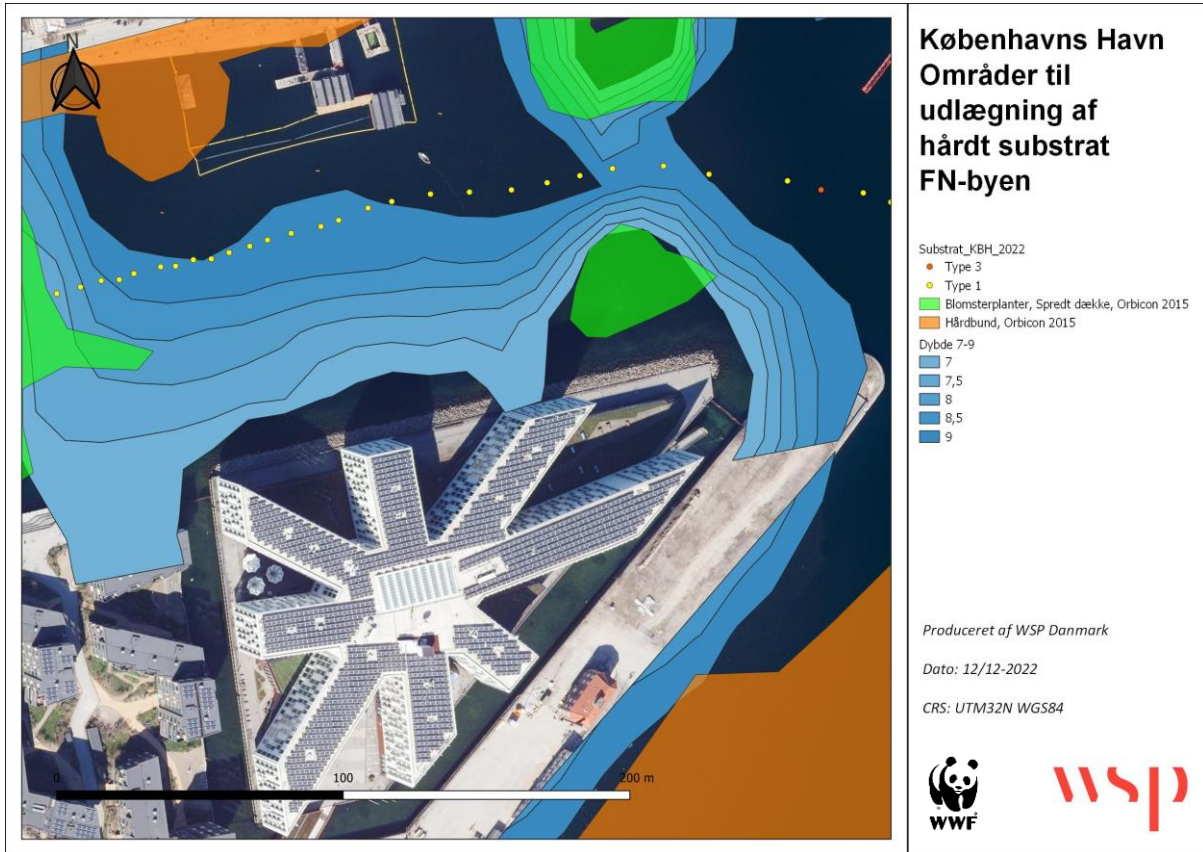 København​s Havn
Områder til
udlægning af
hårdt substrat
FN-byen
Substrat_KBH_2022
Type 3
Type 1
Blomsterplanter, Spredt dække, Orbicon 2015
Hårdbund, Orbicon 2015
Dybde 7-9
7
7,5
8
8,5
9
Produceret af WSP Danmark
Dato: 12/12-2022
CRS: UTM32N WGS84
WWF
wsp
N
0
100
200 m